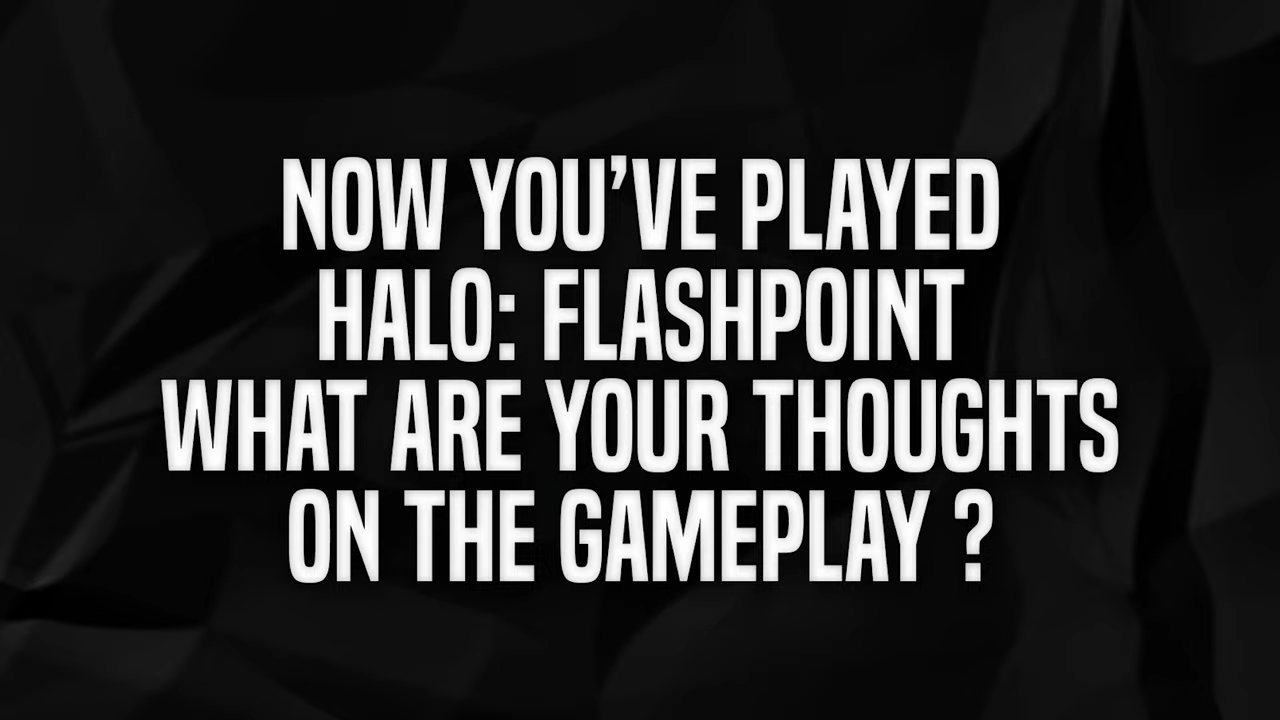 NOW YOU’VE PLAYED
HALO: FLASHPOINT
WHAT ARE YOUR THOUGHTS
ON THE GAMEPLAY ?